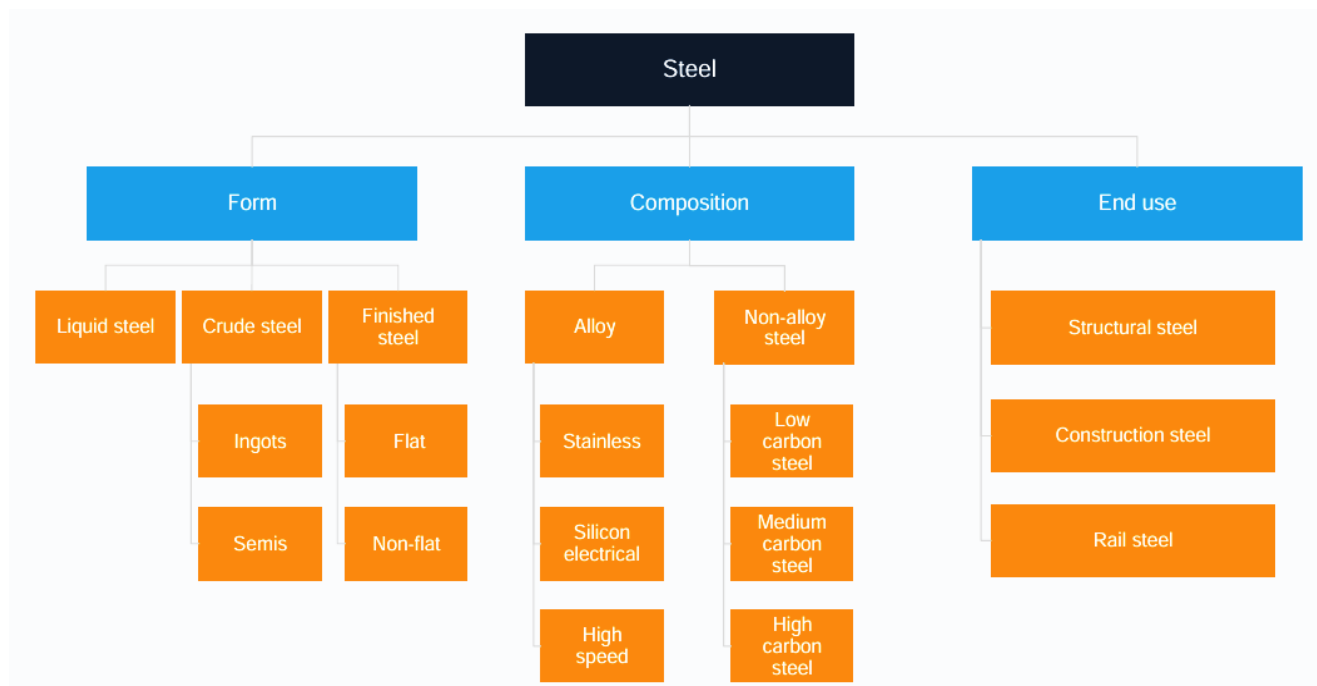 Steel
Form
Composition
End use
Liquid steel
Crude steel
Finished
steel
Alloy
Non-alloy
steel
Structural steel
Ingots
Flat
Stainless
Low
carbon
steel
Construction steel
Semis
Non-flat
Silicon
electrical
Medium
carbon
steel
Rail steel
High
speed
High
carbon
steel